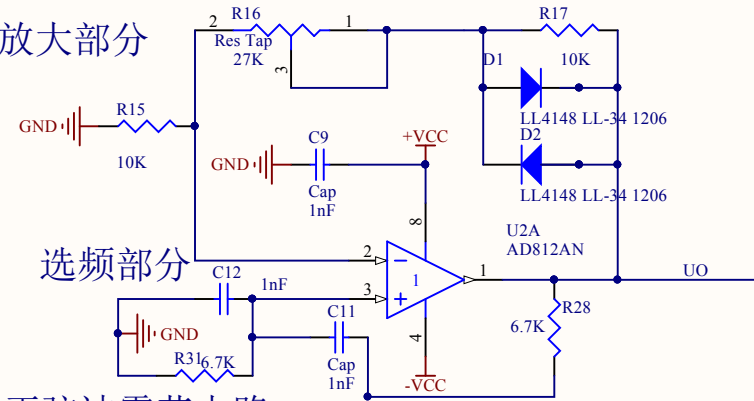 放大部分
2
R16
1
Res Tap
27K
3
R17
10K
D1
LL4148 LL-34 1206
D2
LL4148 LL-34 1206
GND
R15
10K
C9
+VCC
GND
Cap
1nF
8
U2A
AD812AN
选频部分
2
1
1
UO
3
4
C12
1nF
GND
C11
Cap
1nF
R31
6.7K
R28
6.7K
-VCC